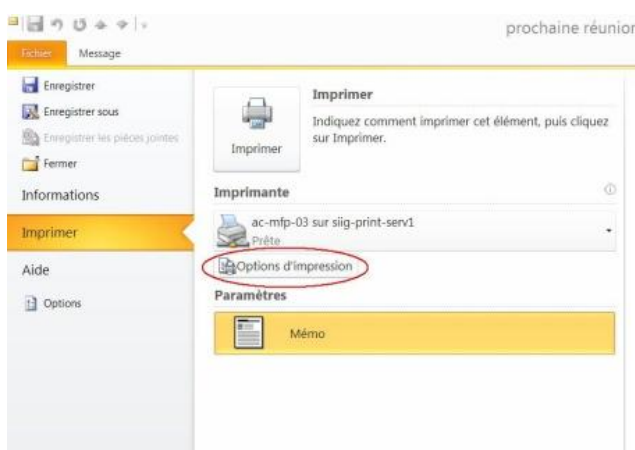 prochaine réunion
Fichier Message
Enregistrer
Enregistrer sous
Enregistrer les pièces jointes
Fermer
Informations
Imprimer
Aide
Options
Imprimer
Imprimer
Indiquez comment imprimer cet élément, puis cliquez
sur Imprimer.
Imprimante
ac-mfp-03 sur siig-print-serv1
Prête
Options d'impression
Paramètres
Mémo